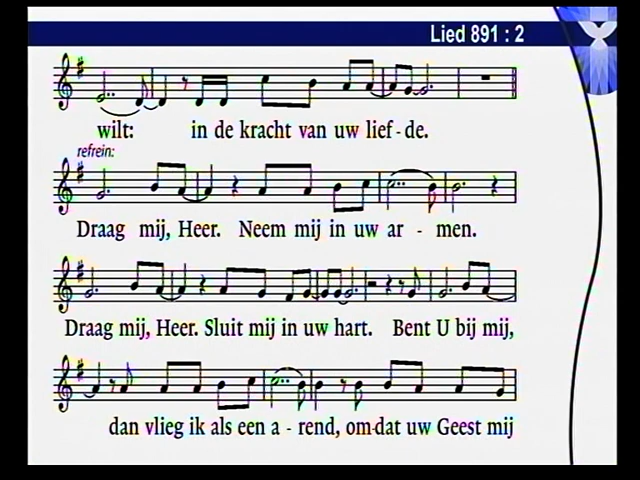 Lied 891 : 2
wilt: in de kracht van uw lief - de.
refrein:
Draag mij, Heer. Neem mij in uw ar - men.
Draag mij, Heer. Sluit mij in uw hart. Bent U bij mij,
dan vlieg ik als een a - rend, om-dat uw Geest mij